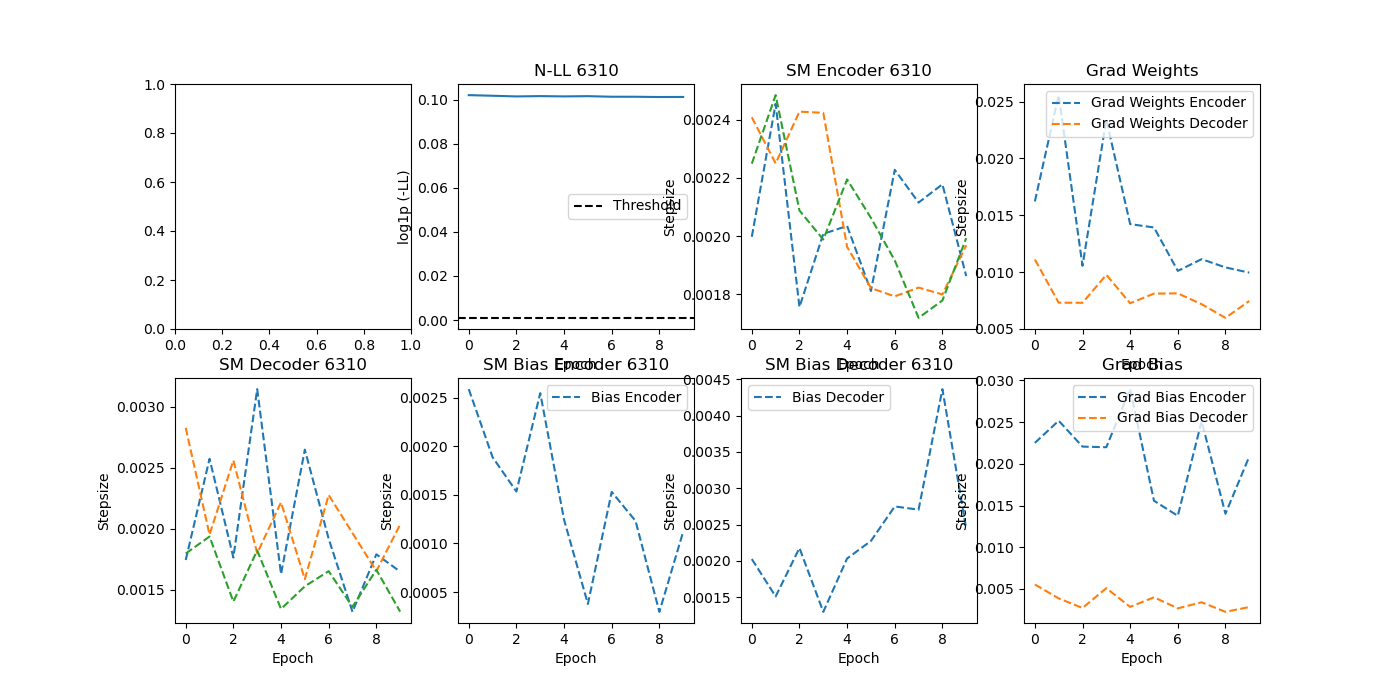 N-LL 6310
SM Encoder 6310
Grad Weights
1.0
0.8
0.6
0.4
0.2
0.0
0.0 0.2 0.4 0.6 0.8 1.0
log1p (-LL)
0.10
0.08
0.06
0.04
0.02
0.00
Threshold
0 2 4 6 8
Epoch
Stepsize
0.0024
0.0022
0.0020
0.0018
0 2 4 6 8
Epoch
Stepsize
0.025
0.020
0.015
0.010
0.005
Grad Weights Encoder
Grad Weights Decoder
0 2 4 6 8
Epoch
SM Decoder 6310
SM Bias Encoder 6310
SM Bias Decoder 6310
Grad Bias
Stepsize
0.0030
0.0025
0.0020
0.0015
0 2 4 6 8
Epoch
Stepsize
0.0025
0.0020
0.0015
0.0010
0.0005
Bias Encoder
0 2 4 6 8
Epoch
Stepsize
0.0045
0.0040
0.0035
0.0030
0.0025
0.0020
0.0015
Bias Decoder
0 2 4 6 8
Epoch
Stepsize
0.030
0.025
0.020
0.015
0.010
0.005
Grad Bias Encoder
Grad Bias Decoder
0 2 4 6 8
Epoch